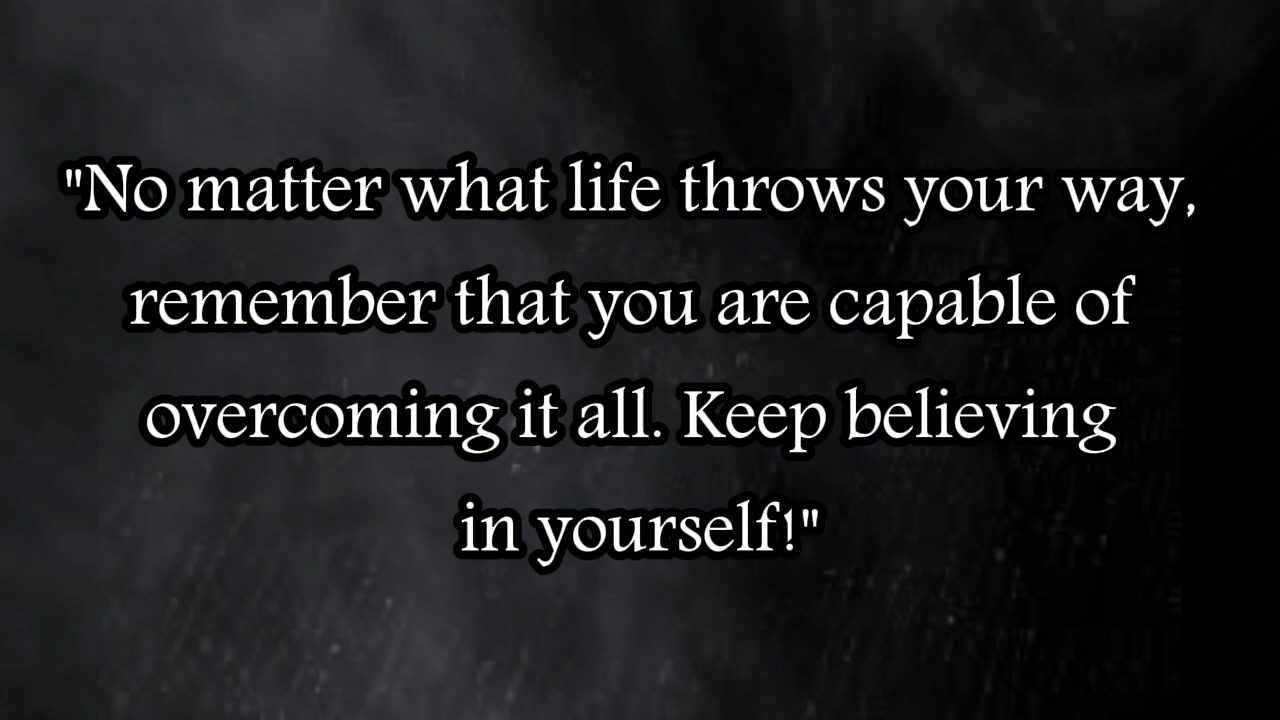 "No matter what life throws your way,
remember that you are capable of
overcoming it all. Keep believing
in yourself!"